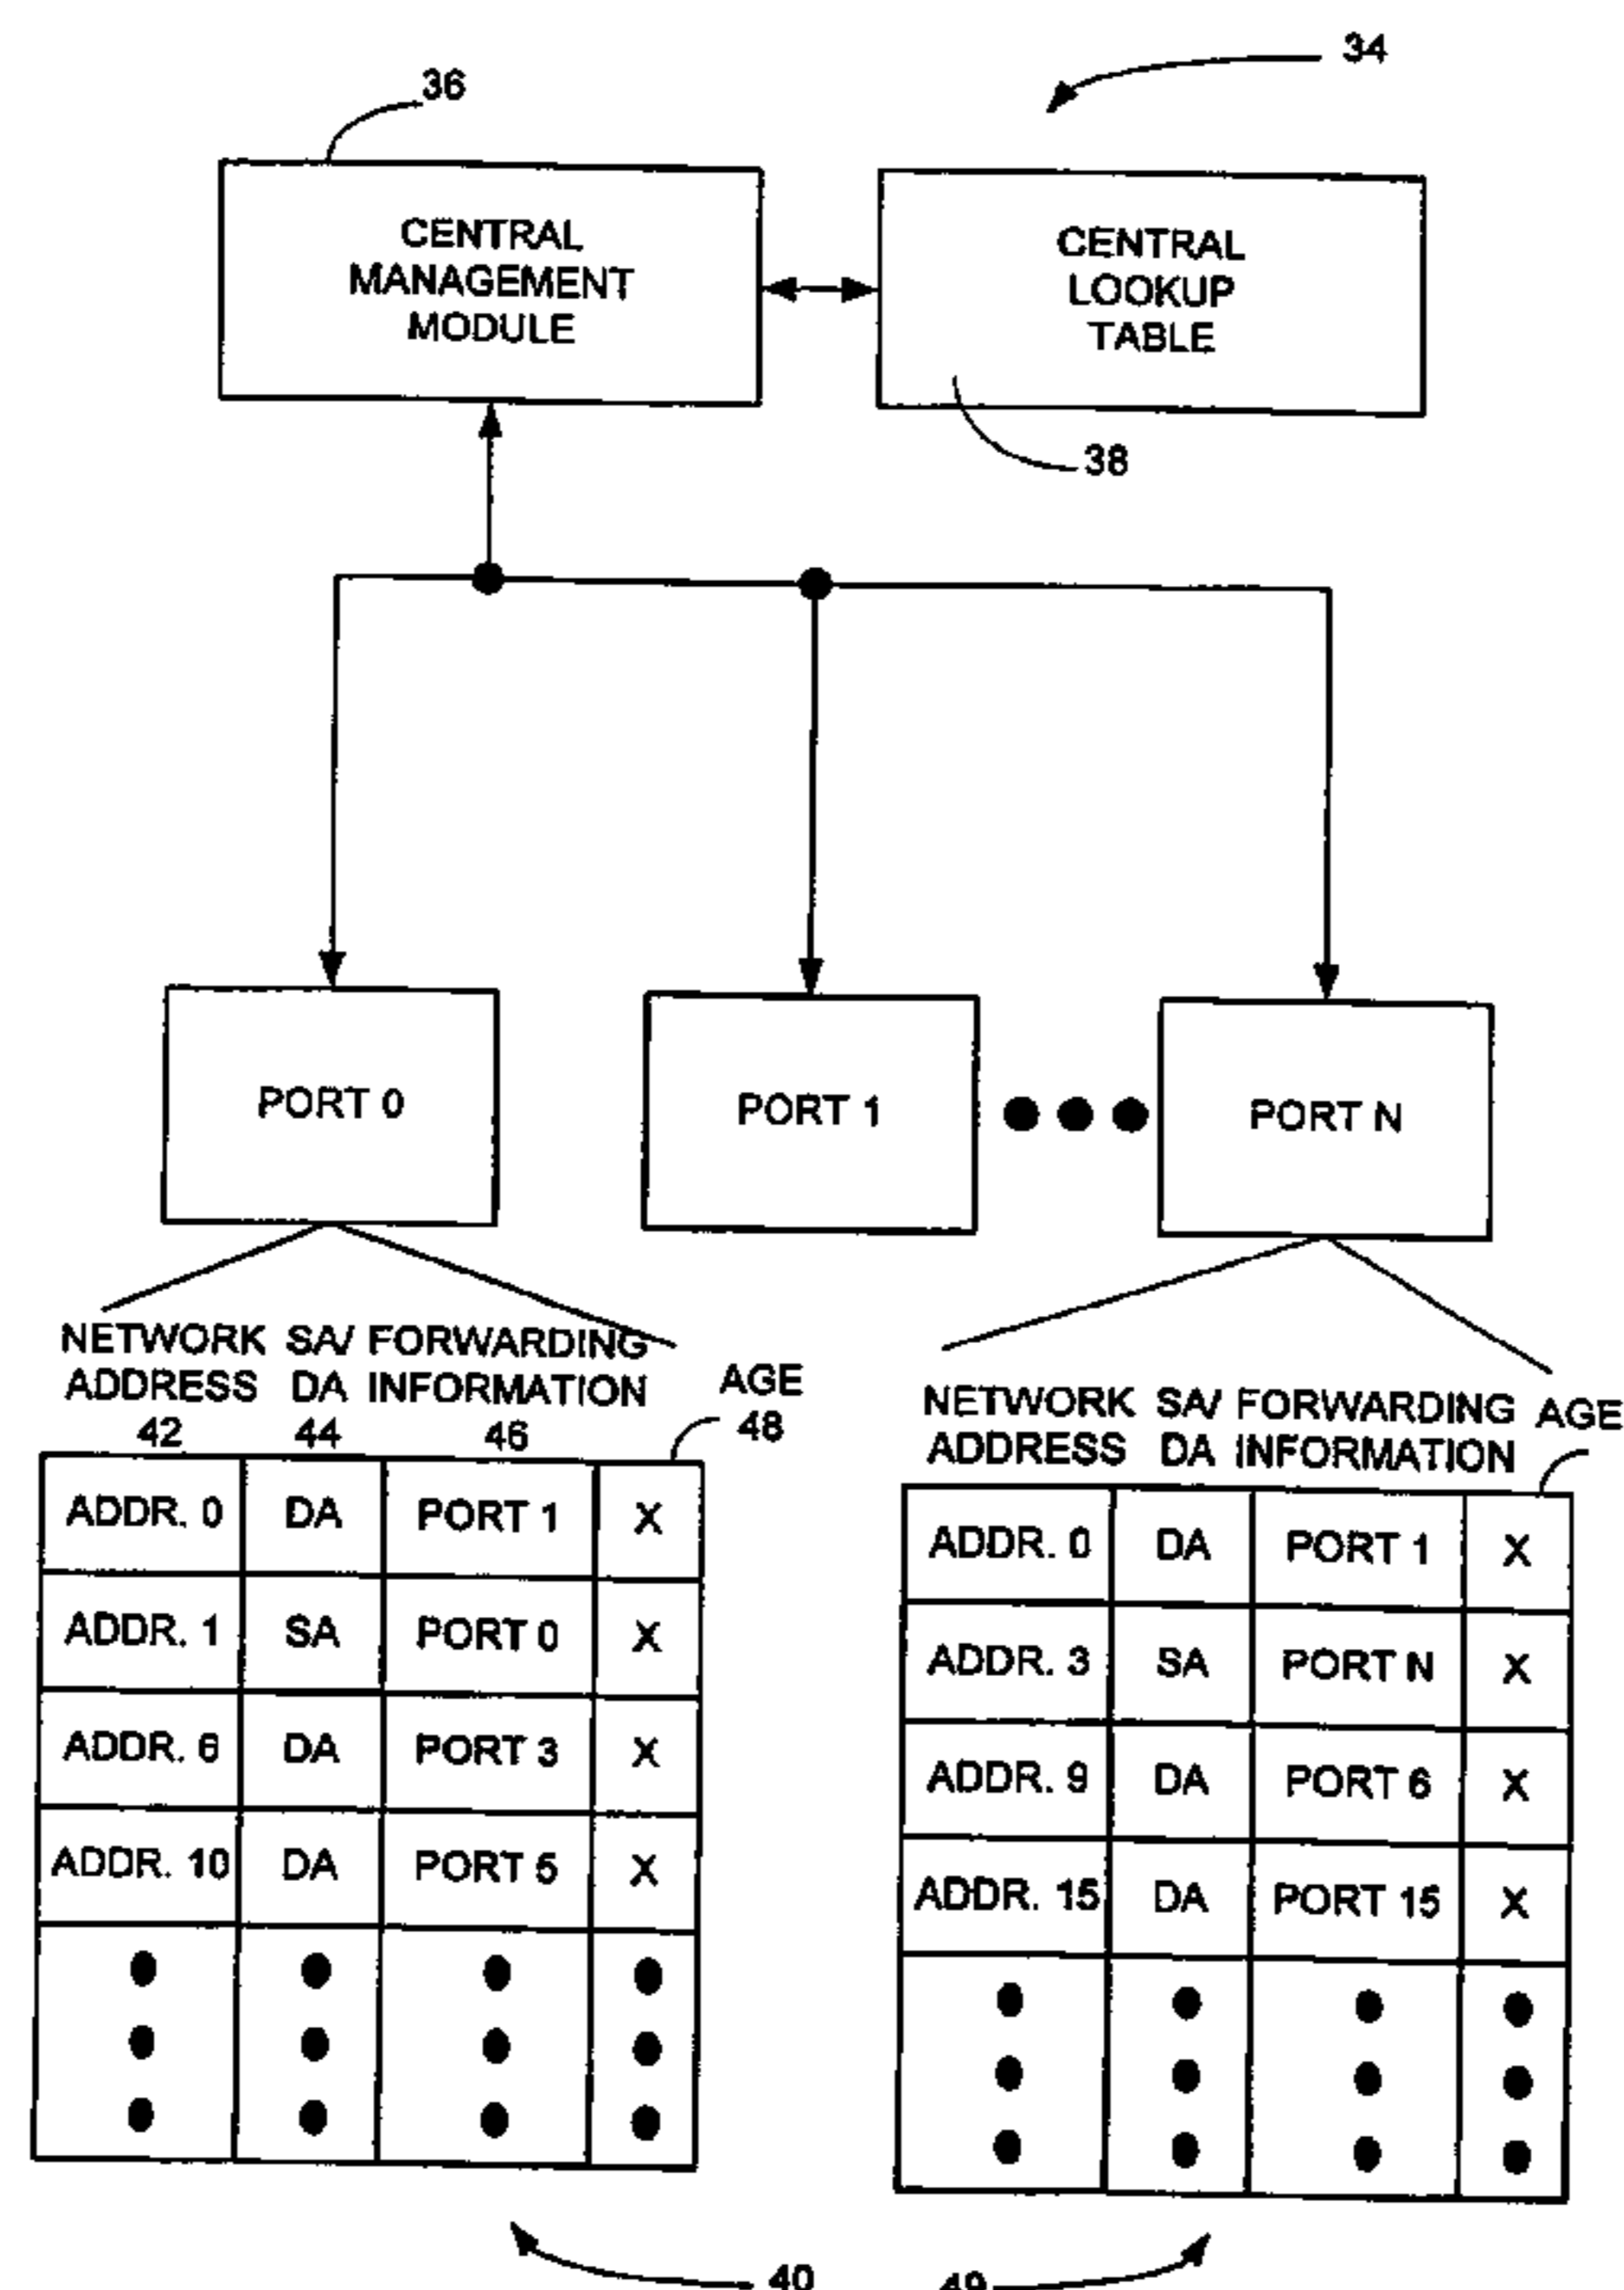 34
36
CENTRAL
MANAGEMENT
MODULE
CENTRAL
LOOKUP
TABLE
38
PORT 0
PORT 1
PORT N
NETWORK SA/ FORWARDING
ADDRESS DA INFORMATION
AGE
42 44 46 48
ADDR. 0 DA PORT 1 X
ADDR. 1 SA PORT 0 X
ADDR. 6 DA PORT 3 X
ADDR. 10 DA PORT 5 X
NETWORK SA/ FORWARDING AGE
ADDRESS DA INFORMATION
ADDR. 0 DA PORT 1 X
ADDR. 3 SA PORT N X
ADDR. 9 DA PORT 6 X
ADDR. 15 DA PORT 15 X
40
49